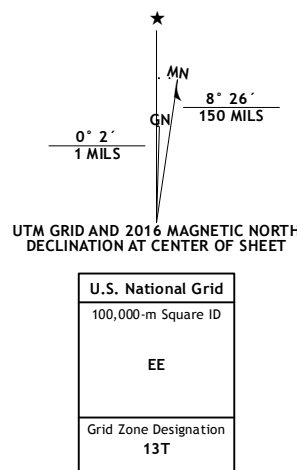 ★
MN
8° 26´
150 MILS
GN
0° 2´
1 MILS
UTM GRID AND 2016 MAGNETIC NORTH
DECLINATION AT CENTER OF SHEET
U.S. National Grid
100,000-m Square ID
EE
Grid Zone Designation
13T